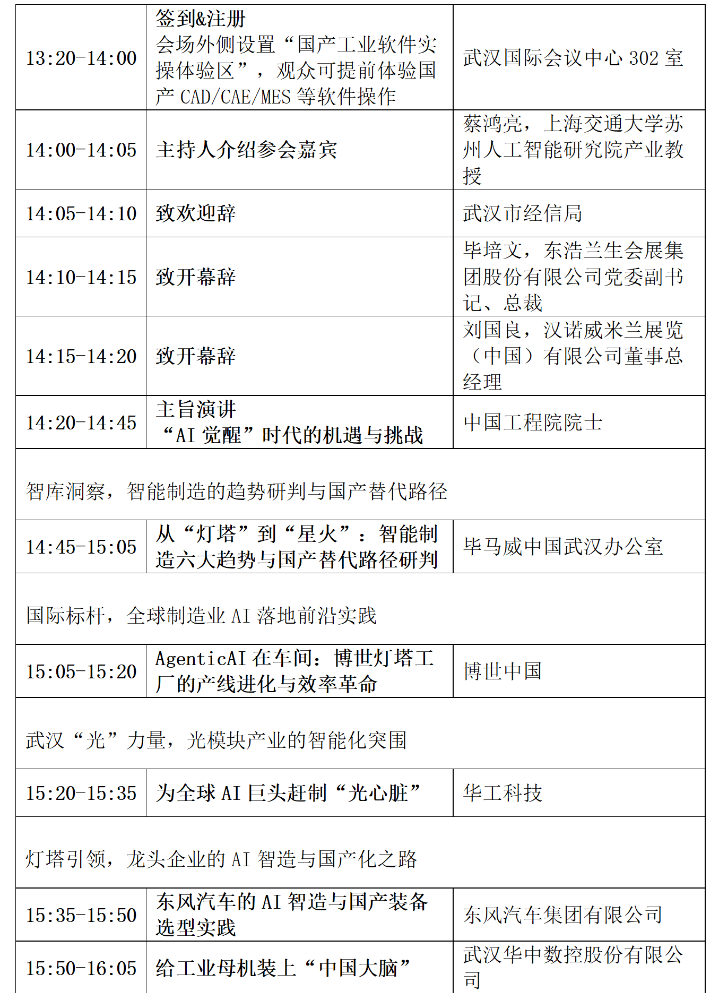 13:20-14:00
签到&注册
会场外侧设置“国产工业软件实
操体验区”，观众可提前体验国
产 CAD/CAE/MES 等软件操作
武汉国际会议中心 302 室
14:00-14:05
主持人介绍参会嘉宾
蔡鸿亮，上海交通大学苏
州人工智能研究院产业教
授
14:05-14:10
致欢迎辞
武汉市经信局
14:10-14:15
致开幕辞
毕培文，东浩兰生会展集
团股份有限公司党委副书
记、总裁
14:15-14:20
致开幕辞
刘国良，汉诺威米兰展览
（中国）有限公司董事总
经理
14:20-14:45
主旨演讲
“AI 觉醒”时代的机遇与挑战
中国工程院院士
智库洞察，智能制造的趋势研判与国产替代路径
14:45-15:05
从“灯塔”到“星火”：智能制
造六大趋势与国产替代路径研判
毕马威中国武汉办公室
国际标杆，全球制造业 AI 落地前沿实践
15:05-15:20
AgenticAI 在车间：博世灯塔工
厂的产线进化与效率革命
博世中国
武汉“光”力量，光模块产业的智能化突围
15:20-15:35
为全球 AI 巨头赶制“光心脏”
华工科技
灯塔引领，龙头企业的 AI 智造与国产化之路
15:35-15:50
东风汽车的 AI 智造与国产装备
选型实践
东风汽车集团有限公司
15:50-16:05
给工业母机装上“中国大脑”
武汉华中数控股份有限公
司